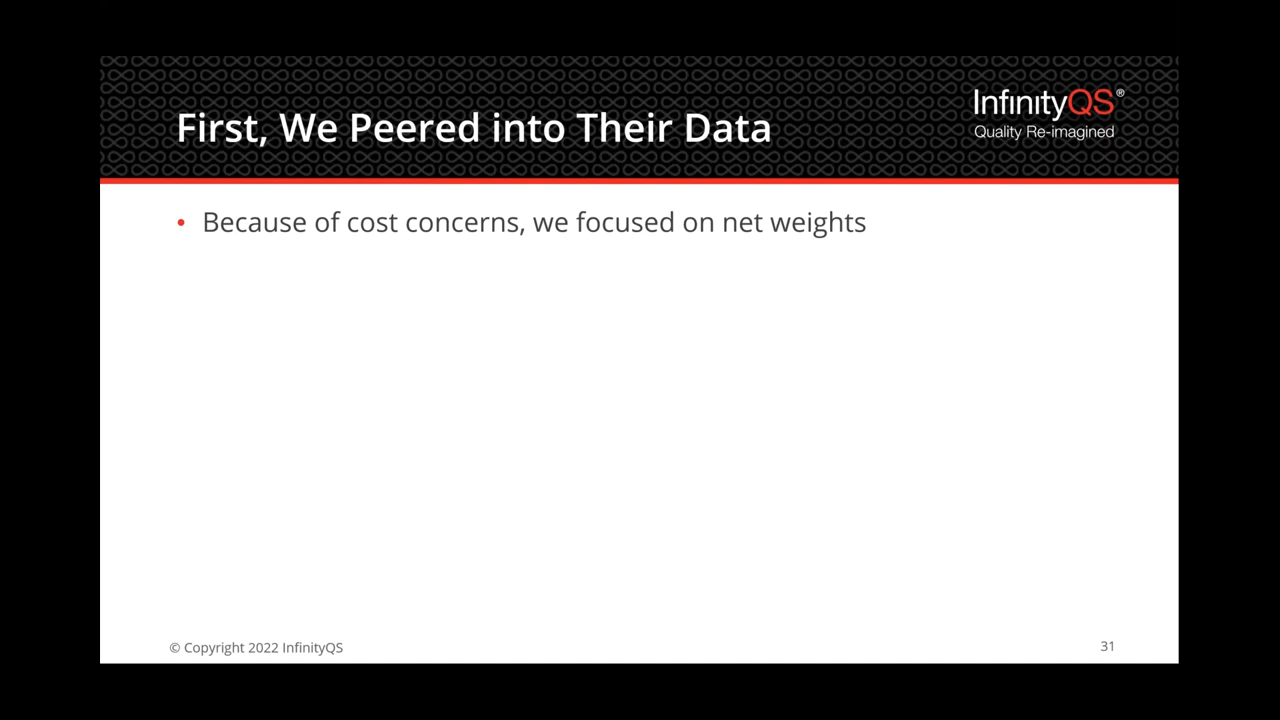 First, We Peered into Their Data
InfinityQS®
Quality Re-imagined
• Because of cost concerns, we focused on net weights
© Copyright 2022 InfinityQS
31